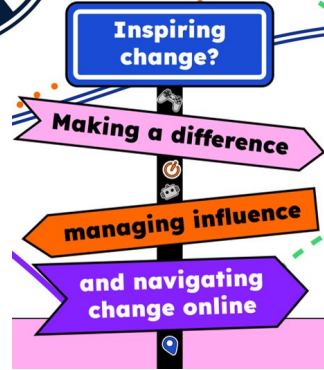 Inspiring
change?
Making a difference
managing influence
and navigating
change online